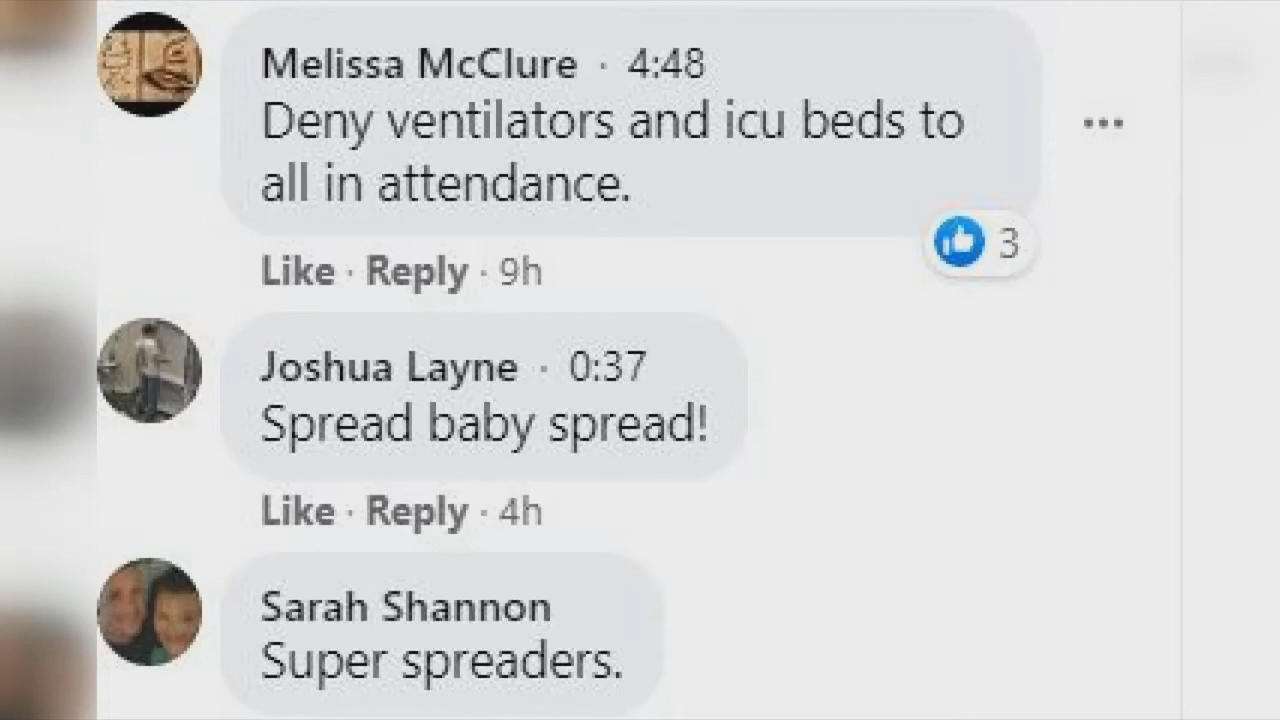 Melissa McClure · 4:48
Deny ventilators and icu beds to
all in attendance.
3
Like · Reply · 9h
Joshua Layne · 0:37
Spread baby spread!
Like · Reply · 4h
Sarah Shannon
Super spreaders.